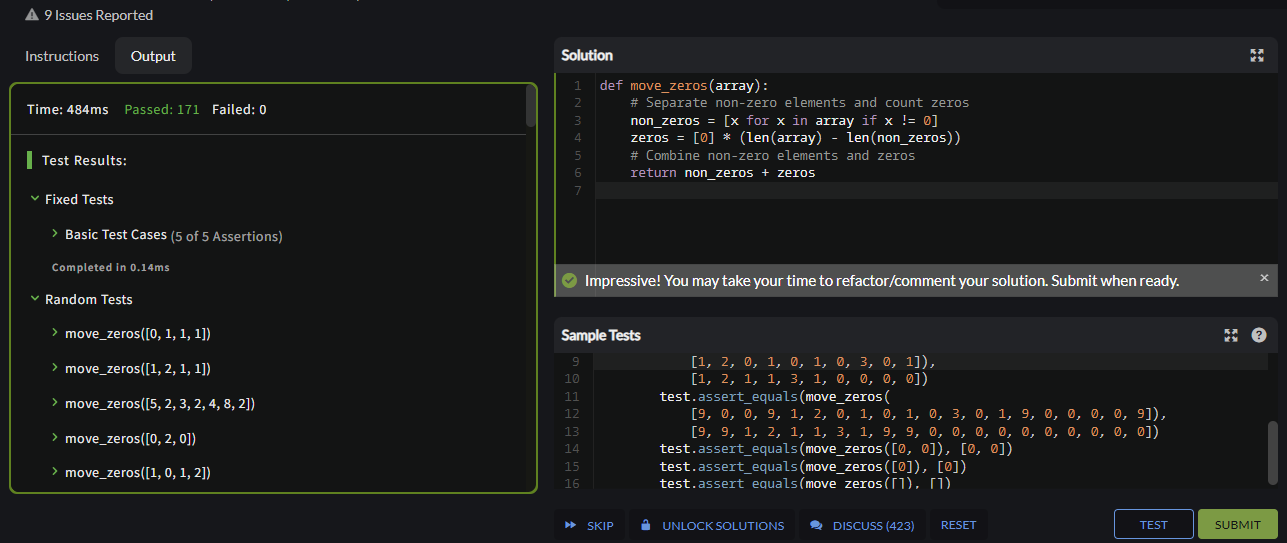 9 Issues Reported
Instructions
Output
Time: 484ms Passed: 171 Failed: 0
Test Results:
Fixed Tests
Basic Test Cases (5 of 5 Assertions)
Completed in 0.14ms
Random Tests
move_zeros([0, 1, 1, 1])
move_zeros([1, 2, 1, 1])
move_zeros([5, 2, 3, 2, 4, 8, 2])
move_zeros([0, 2, 0])
move_zeros([1, 0, 1, 2])
Solution
1 def move_zeros(array):
2 # Separate non-zero elements and count zeros
3 non_zeros = [x for x in array if x != 0]
4 zeros = [0] * (len(array) - len(non_zeros))
5 # Combine non-zero elements and zeros
6 return non_zeros + zeros
7
Impressive! You may take your time to refactor/comment your solution. Submit when ready.
×
Sample Tests
?
9 [1, 2, 0, 1, 0, 1, 0, 3, 0, 1]),
10 [1, 2, 1, 1, 3, 1, 0, 0, 0, 0])
11 test.assert_equals(move_zeros(
12 [9, 0, 0, 9, 1, 2, 0, 1, 0, 1, 0, 3, 0, 1, 9, 0, 0, 0, 0, 9]),
13 [9, 9, 1, 2, 1, 1, 3, 1, 9, 9, 0, 0, 0, 0, 0, 0, 0, 0, 0, 0])
14 test.assert_equals(move_zeros([0, 0]), [0, 0])
15 test.assert_equals(move_zeros([0]), [0])
16 test.assert_equals(move_zeros([]), [])
SKIP
UNLOCK SOLUTIONS
DISCUSS (423)
RESET
TEST
SUBMIT